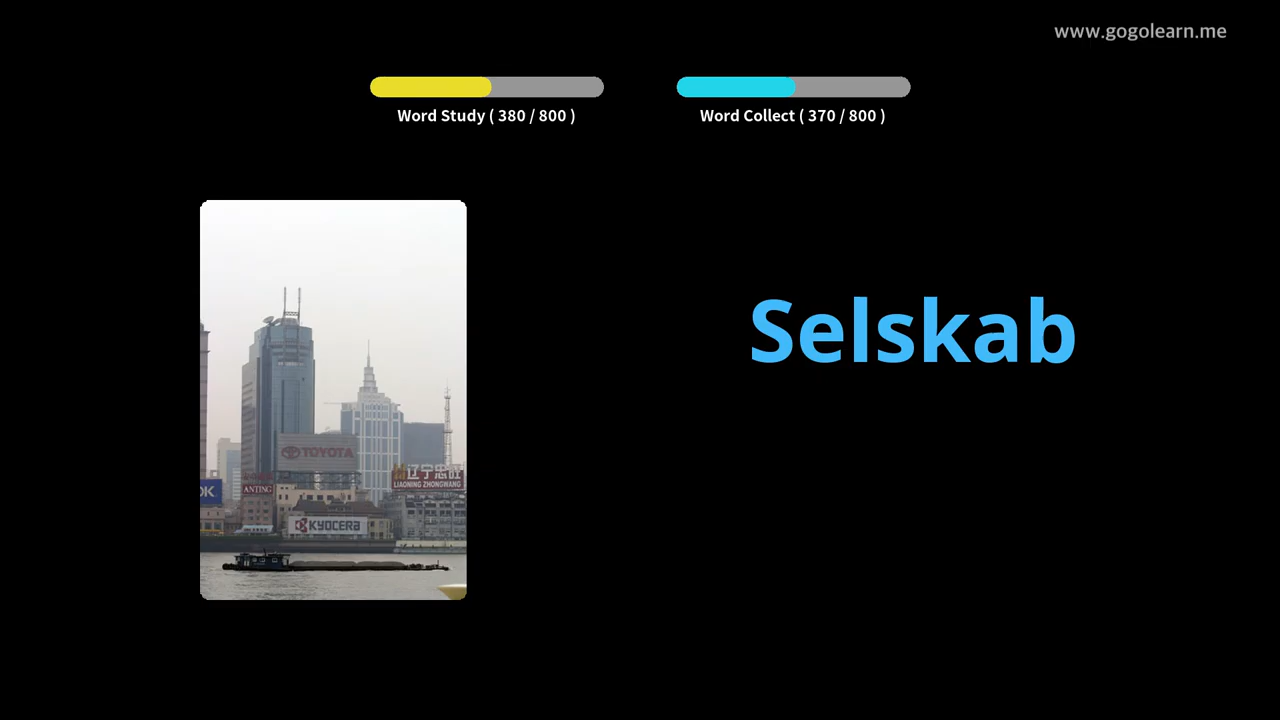 www.gogolearn.me
Word Study ( 380 / 800 )
Word Collect ( 370 / 800 )
Selskab
TOYOTA
辽宁忠旺
LIAONING ZHONGWANG
OK
ANTING
KYOCERA